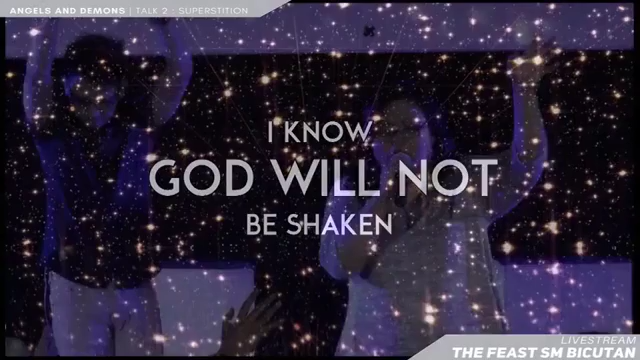 ANGELS AND DEMONS | TALK 2 : SUPERSTITION
I KNOW
GOD WILL NOT
BE SHAKEN
LIVESTREAM
THE FEAST SM BICUTAN